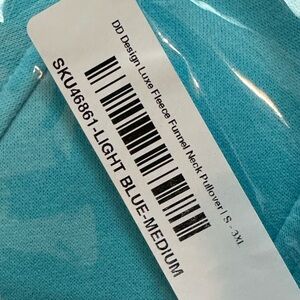 DD Design Luxe Fleece Funnel Neck Pullover | S - 3XL
SKU46861-LIGHT BLUE-MEDIUM